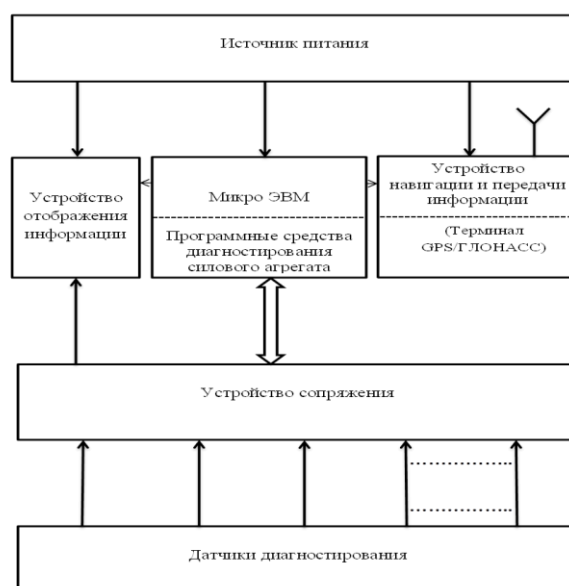 Источник питания
Устройство
отображения
информации
Микро ЭВМ
Программные средства
диагностирования
силового агрегата
Устройство
навигации и передачи
информации
(Терминал
GPS/ГЛОНАСС)
Устройство сопряжения
Датчики диагностирования